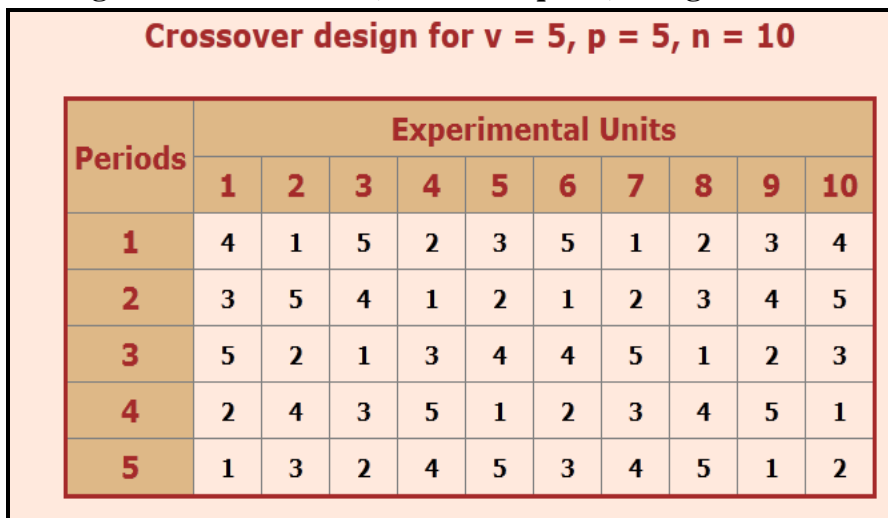 Crossover design for v = 5, p = 5, n = 10
Periods Experimental Units
1 2 3 4 5 6 7 8 9 10
1 4 1 5 2 3 5 1 2 3 4
2 3 5 4 1 2 1 2 3 4 5
3 5 2 1 3 4 4 5 1 2 3
4 2 4 3 5 1 2 3 4 5 1
5 1 3 2 4 5 3 4 5 1 2